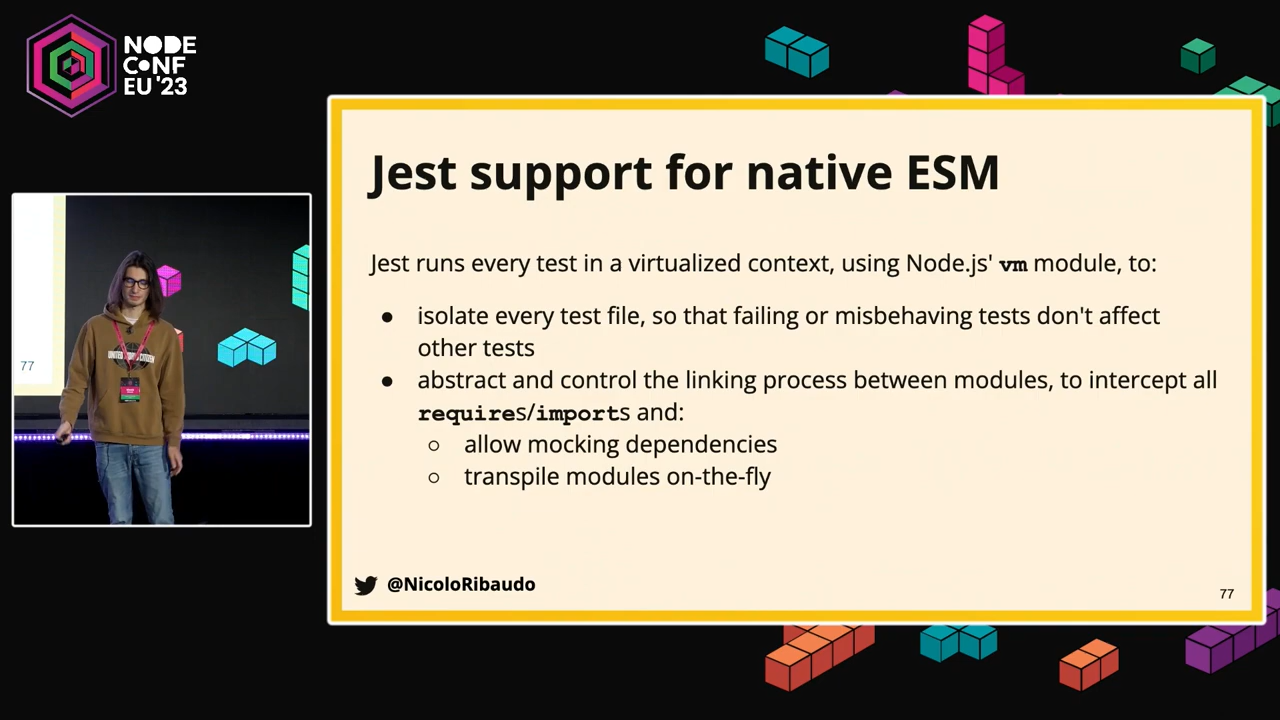 NODE
CONF
EU '23
Jest support for native ESM
Jest runs every test in a virtualized context, using Node.js' vm module, to:
● isolate every test file, so that failing or misbehaving tests don't affect
other tests
● abstract and control the linking process between modules, to intercept all
requires/imports and:
○ allow mocking dependencies
○ transpile modules on-the-fly
@NicoloRibaudo
77
77